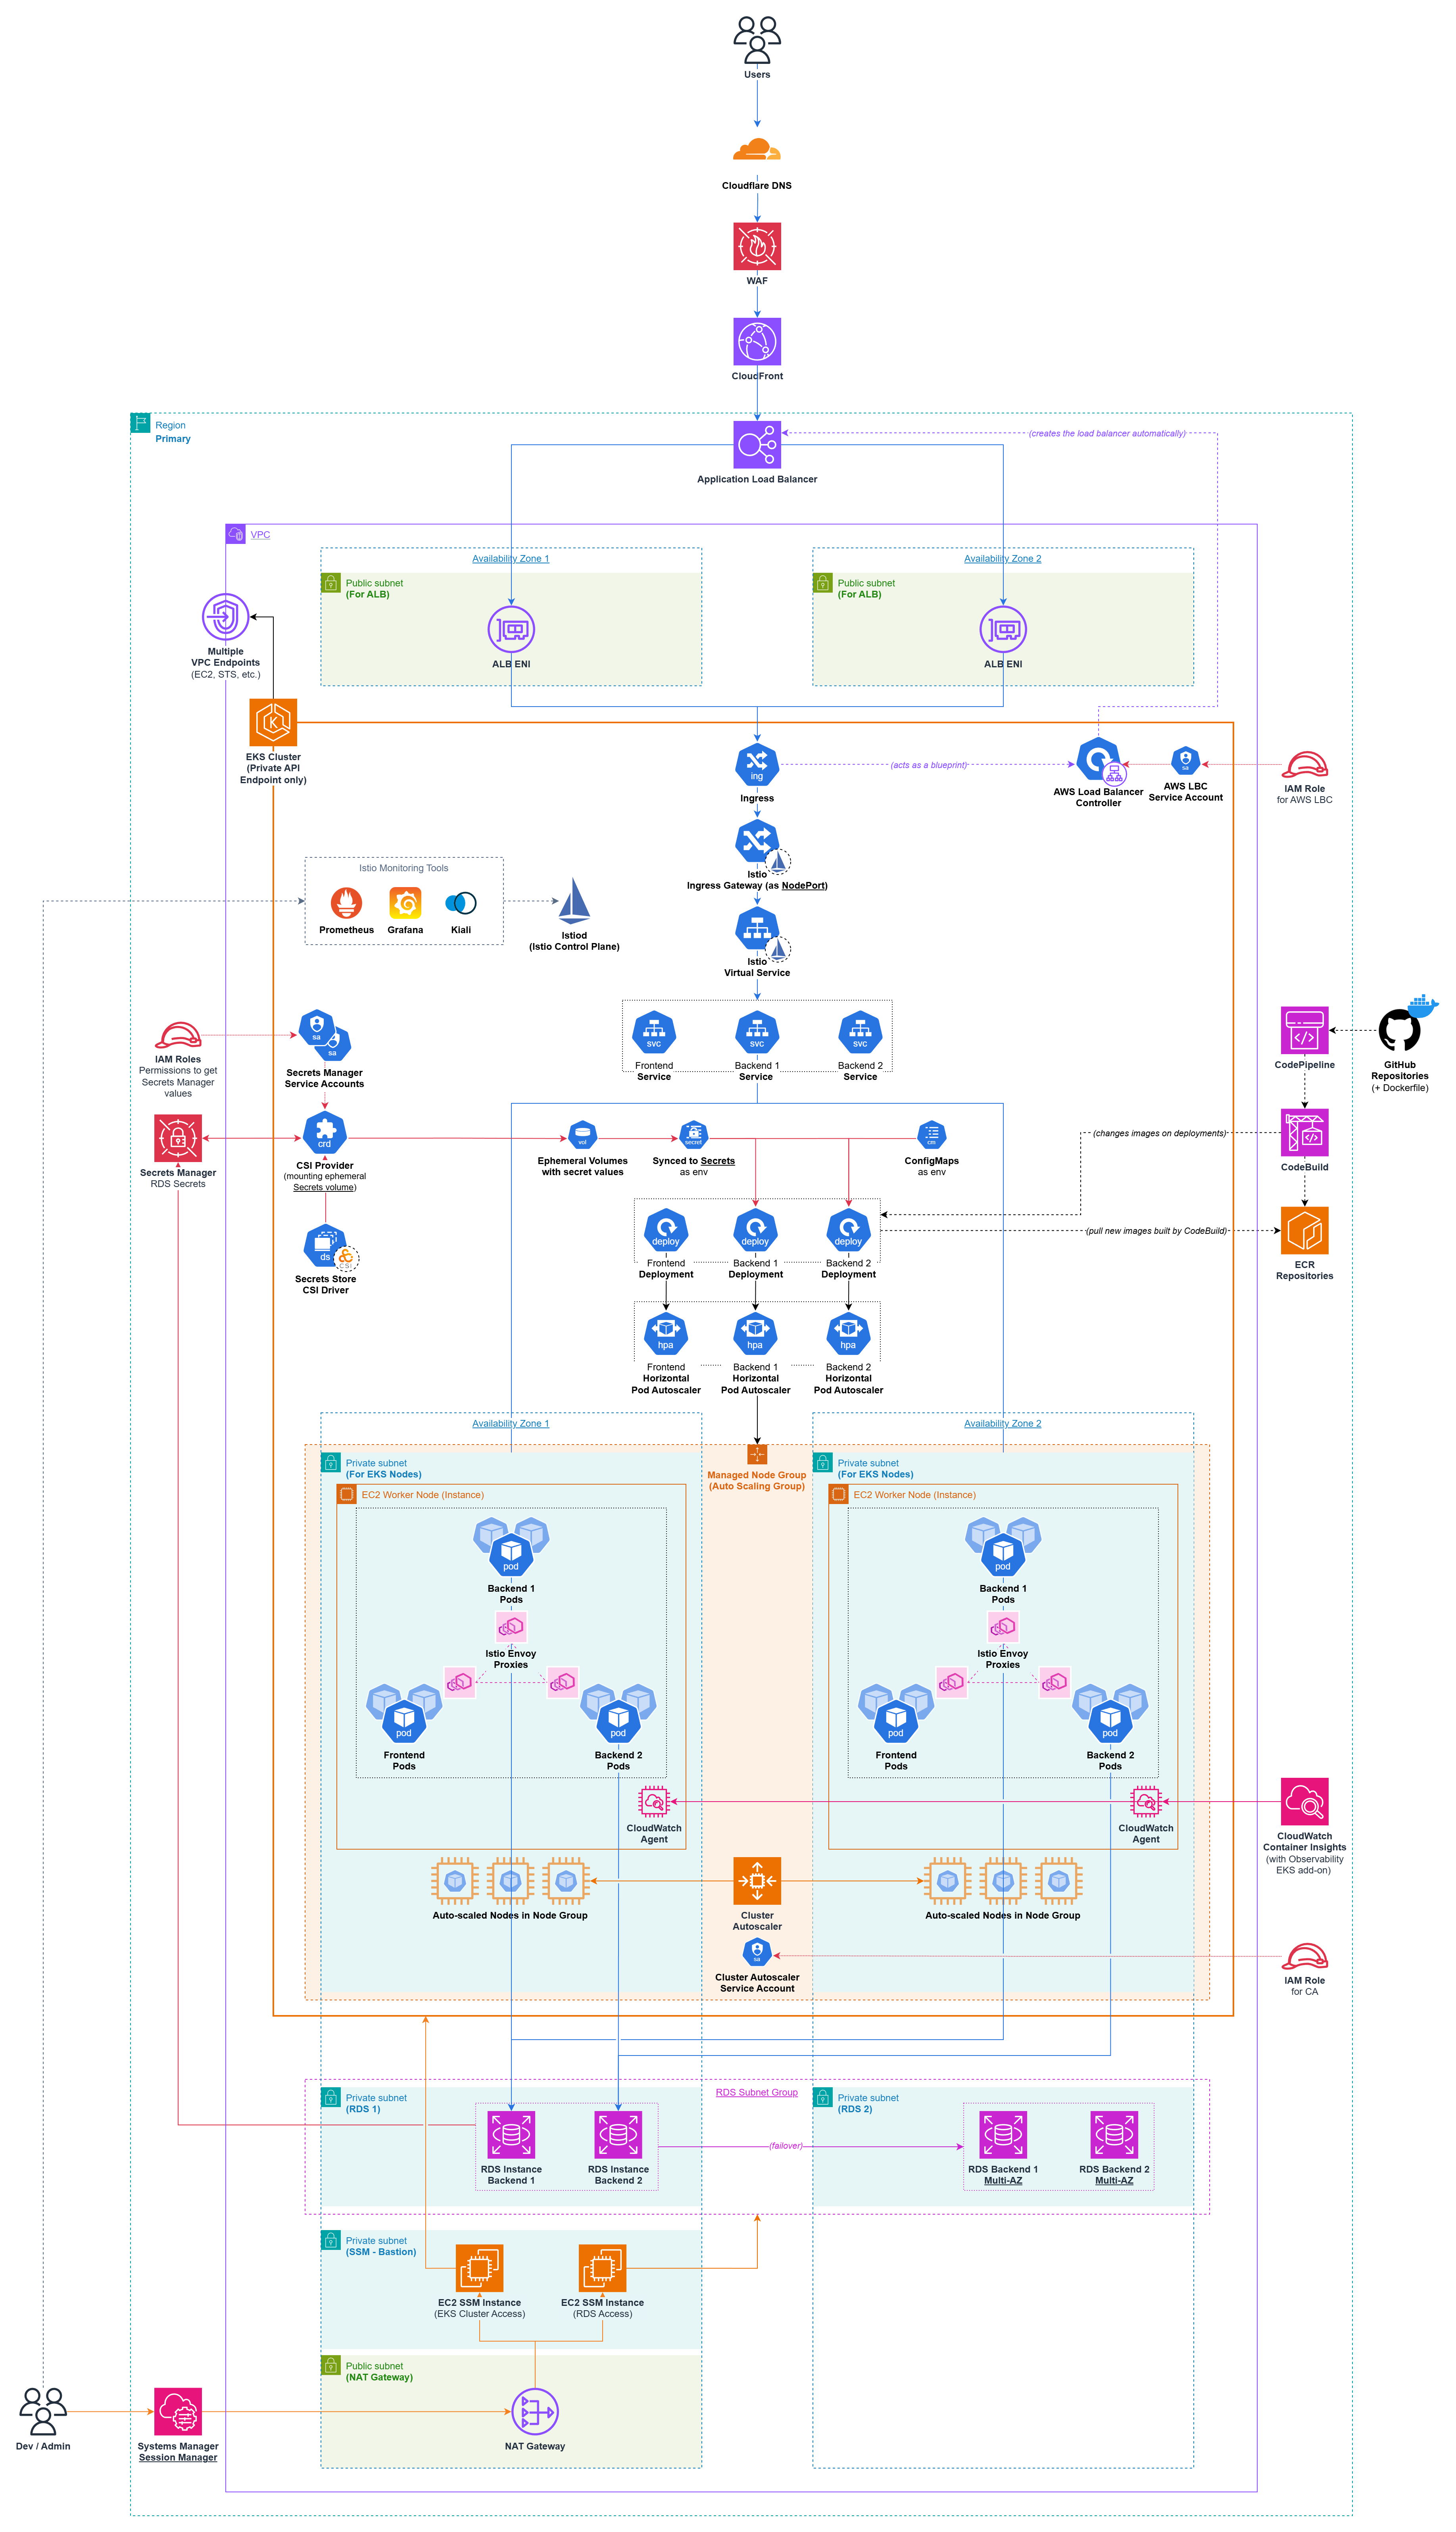 Users
Cloudflare DNS
WAF
CloudFront
Region
Primary
(creates the load balancer automatically)
Application Load Balancer
VPC
Availability Zone 1
Availability Zone 2
Public subnet
(For ALB)
Public subnet
(For ALB)
ALB ENI
ALB ENI
Multiple
VPC Endpoints
(EC2, STS, etc.)
EKS Cluster
(Private API
Endpoint only)
ing
Ingress
(acts as a blueprint)
AWS Load Balancer
Controller
sa
AWS LBC
Service Account
IAM Role
for AWS LBC
Istio
Ingress Gateway (as NodePort)
Istio Monitoring Tools
Prometheus
Grafana
Kiali
Istiod
(Istio Control Plane)
Istio
Virtual Service
svc
svc
svc
Frontend
Service
Backend 1
Service
Backend 2
Service
IAM Roles
Permissions to get
Secrets Manager
values
sa
sa
Secrets Manager
Service Accounts
CodePipeline
GitHub
Repositories
(+ Dockerfile)
Secrets Manager
RDS Secrets
crd
CSI Provider
(mounting ephemeral
Secrets volume)
vol
Ephemeral Volumes
with secret values
secret
Synced to Secrets
as env
cm
ConfigMaps
as env
(changes images on deployments)
CodeBuild
ds
CSI
Secrets Store
CSI Driver
deploy
deploy
deploy
Frontend
Deployment
Backend 1
Deployment
Backend 2
Deployment
(pull new images built by CodeBuild)
ECR
Repositories
hpa
hpa
hpa
Frontend
Horizontal
Pod Autoscaler
Backend 1
Horizontal
Pod Autoscaler
Backend 2
Horizontal
Pod Autoscaler
Availability Zone 1
Availability Zone 2
Private subnet
(For EKS Nodes)
Managed Node Group
(Auto Scaling Group)
Private subnet
(For EKS Nodes)
EC2 Worker Node (Instance)
EC2 Worker Node (Instance)
pod
Backend 1
Pods
Istio Envoy
Proxies
pod
Frontend
Pods
pod
Backend 2
Pods
pod
Backend 1
Pods
Istio Envoy
Proxies
pod
Frontend
Pods
pod
Backend 2
Pods
CloudWatch
Agent
CloudWatch
Agent
CloudWatch
Container Insights
(with Observability
EKS add-on)
Auto-scaled Nodes in Node Group
Cluster
Autoscaler
Auto-scaled Nodes in Node Group
sa
Cluster Autoscaler
Service Account
IAM Role
for CA
RDS Subnet Group
Private subnet
(RDS 1)
Private subnet
(RDS 2)
RDS Instance
Backend 1
RDS Instance
Backend 2
(failover)
RDS Backend 1
Multi-AZ
RDS Backend 2
Multi-AZ
Private subnet
(SSM - Bastion)
EC2 SSM Instance
(EKS Cluster Access)
EC2 SSM Instance
(RDS Access)
Public subnet
(NAT Gateway)
NAT Gateway
Dev / Admin
Systems Manager
Session Manager